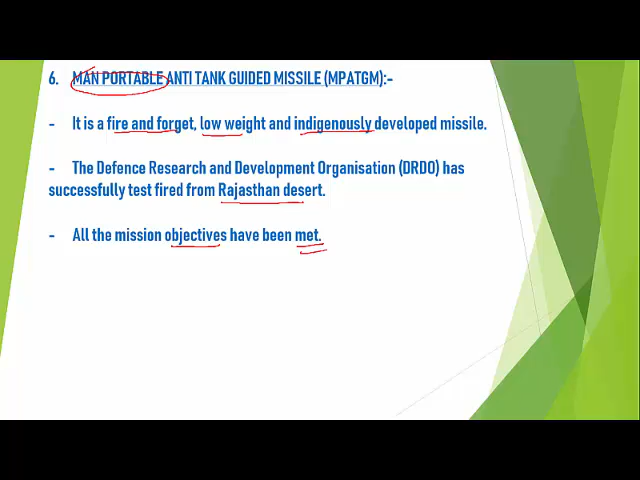 6. MAN PORTABLE ANTI TANK GUIDED MISSILE (MPATGM):-
- It is a fire and forget, low weight and indigenously developed missile.
- The Defence Research and Development Organisation (DRDO) has
successfully test fired from Rajasthan desert.
- All the mission objectives have been met.